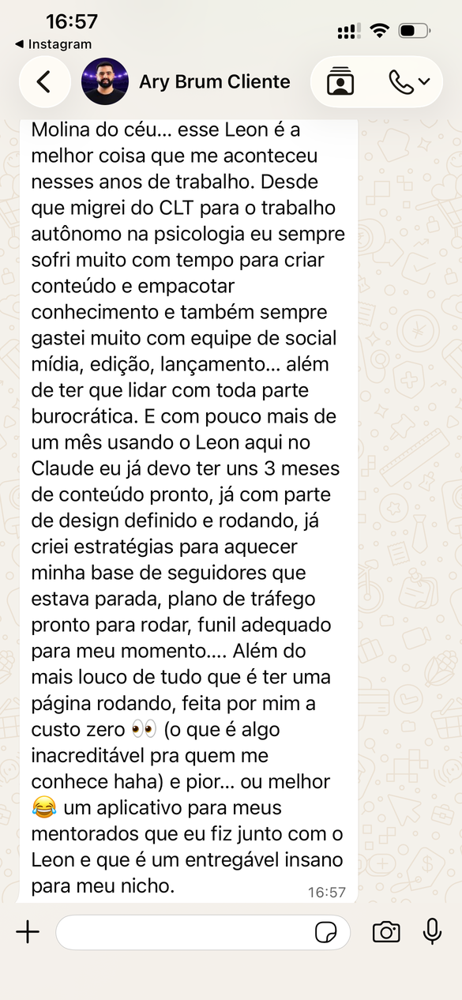 16:57
◀ Instagram
Ary Brum Cliente
Molina do céu... esse Leon é a
melhor coisa que me aconteceu
nesses anos de trabalho. Desde
que migrei do CLT para o trabalho
autônomo na psicologia eu sempre
sofri muito com tempo para criar
conteúdo e empacotar
conhecimento e também sempre
gastei muito com equipe de social
mídia, edição, lançamento... além
de ter que lidar com toda parte
burocrática. E com pouco mais de
um mês usando o Leon aqui no
Claude eu já devo ter uns 3 meses
de conteúdo pronto, já com parte
de design definido e rodando, já
criei estratégias para aquecer
minha base de seguidores que
estava parada, plano de tráfego
pronto para rodar, funil adequado
para meu momento.... Além do
mais louco de tudo que é ter uma
página rodando, feita por mim a
custo zero 👀 (o que é algo
inacreditável pra quem me
conhece haha) e pior... ou melhor
😂 um aplicativo para meus
mentorados que eu fiz junto com o
Leon e que é um entregável insano
para meu nicho.
16:57